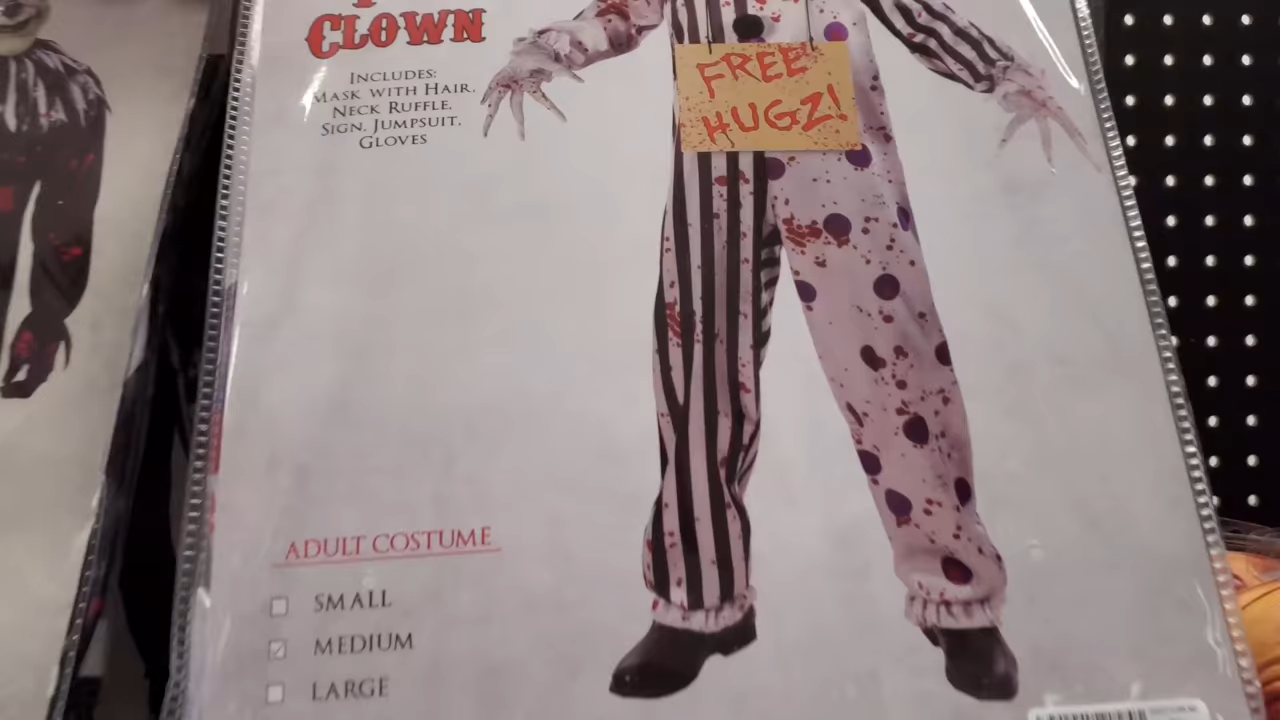 CLOWN
INCLUDES:
MASK WITH HAIR,
NECK RUFFLE,
SIGN, JUMPSUIT,
GLOVES
FREE
HUGZ!
ADULT COSTUME
SMALL
MEDIUM
LARGE